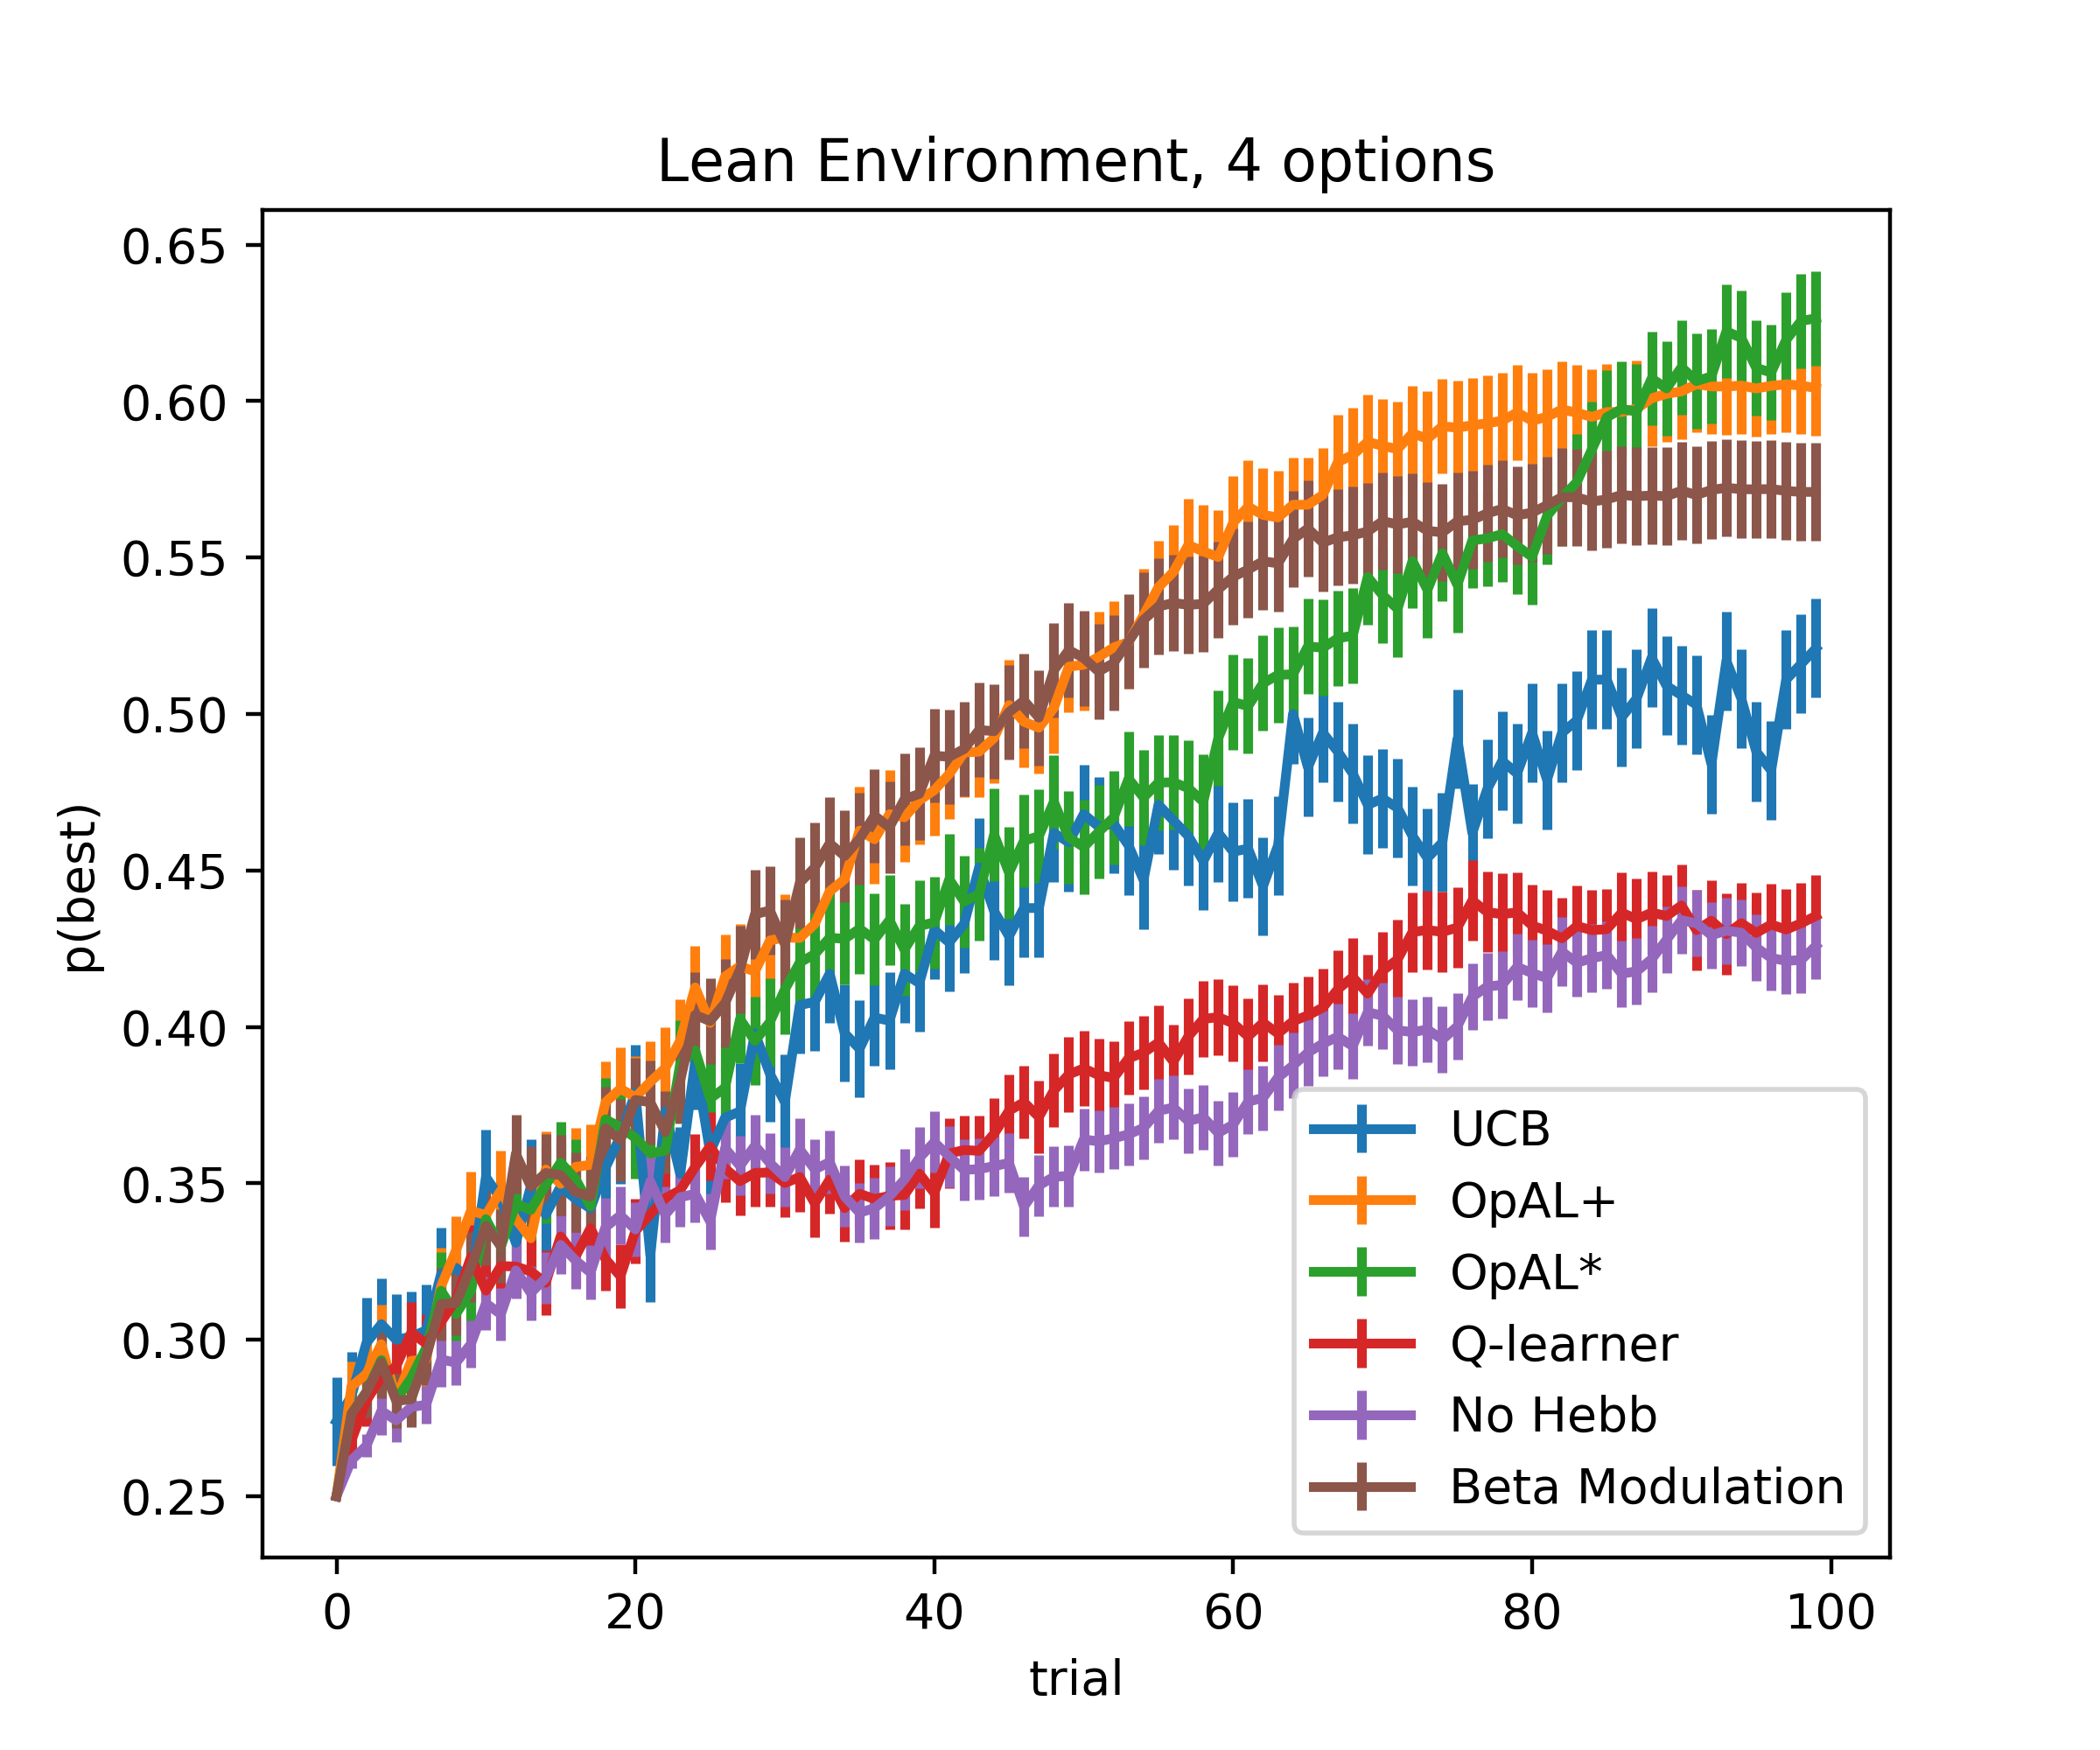 Lean Environment, 4 options
0.65
0.60
0.55
0.50
0.45
0.40
0.35
0.30
0.25
p(best)
UCB
OpAL+
OpAL*
Q-learner
No Hebb
Beta Modulation
0 20 40 60 80 100
trial